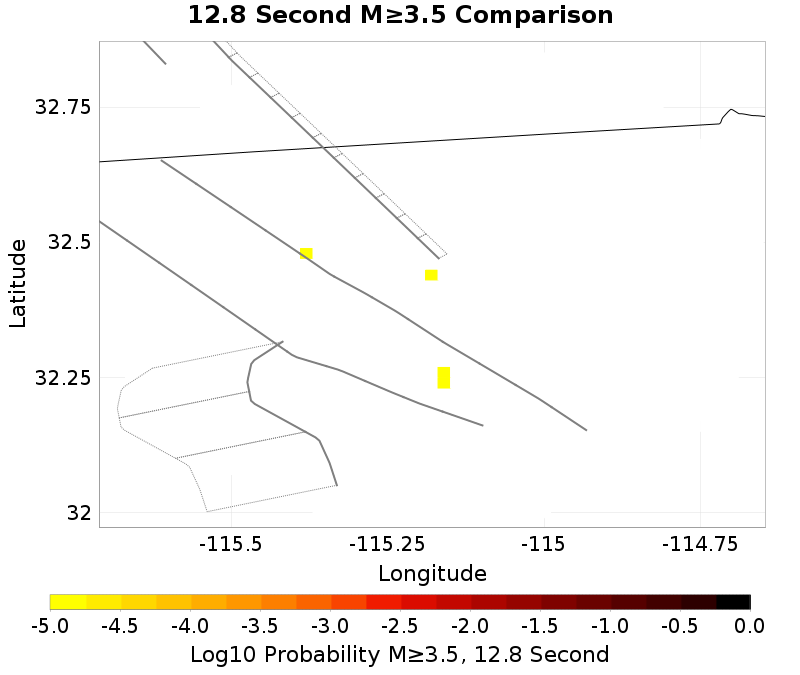 12.8 Second M≥3.5 Comparison
32.75
32.5
32.25
32
Latitude
-115.5 -115.25 -115 -114.75
Longitude
-5.0 -4.5 -4.0 -3.5 -3.0 -2.5 -2.0 -1.5 -1.0 -0.5 0.0
Log10 Probability M≥3.5, 12.8 Second